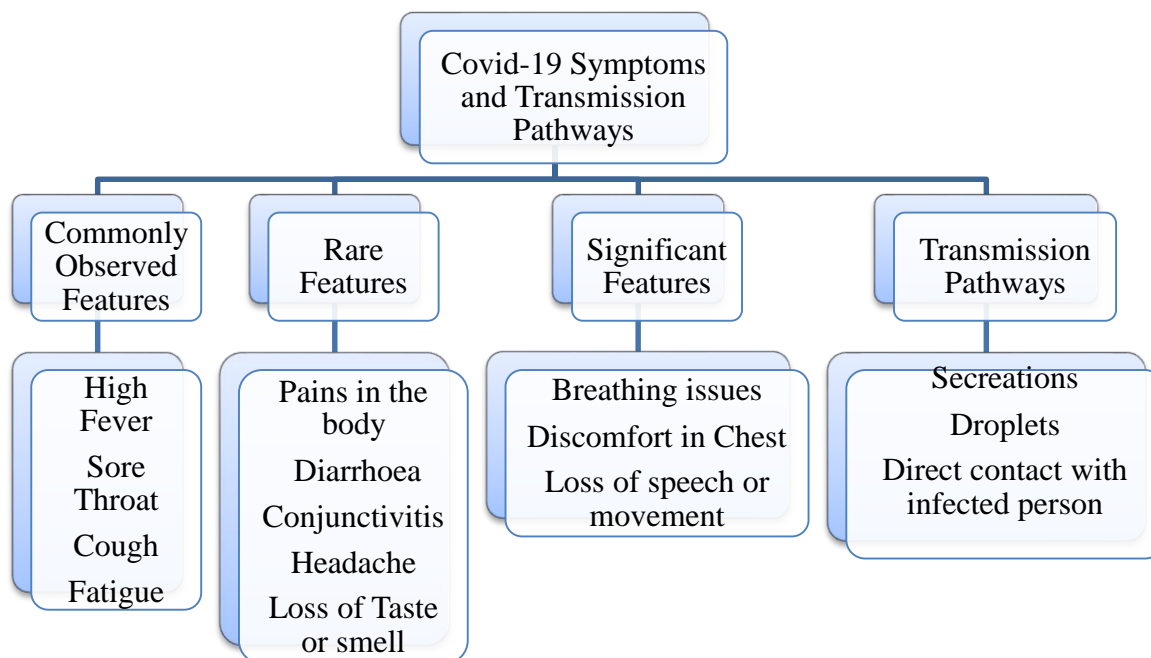 Covid-19 Symptoms
and Transmission
Pathways
Commonly
Observed
Features
High
Fever
Sore
Throat
Cough
Fatigue
Rare
Features
Pains in the
body
Diarrhoea
Conjunctivitis
Headache
Loss of Taste
or smell
Significant
Features
Breathing issues
Discomfort in Chest
Loss of speech or
movement
Transmission
Pathways
Secreations
Droplets
Direct contact with
infected person